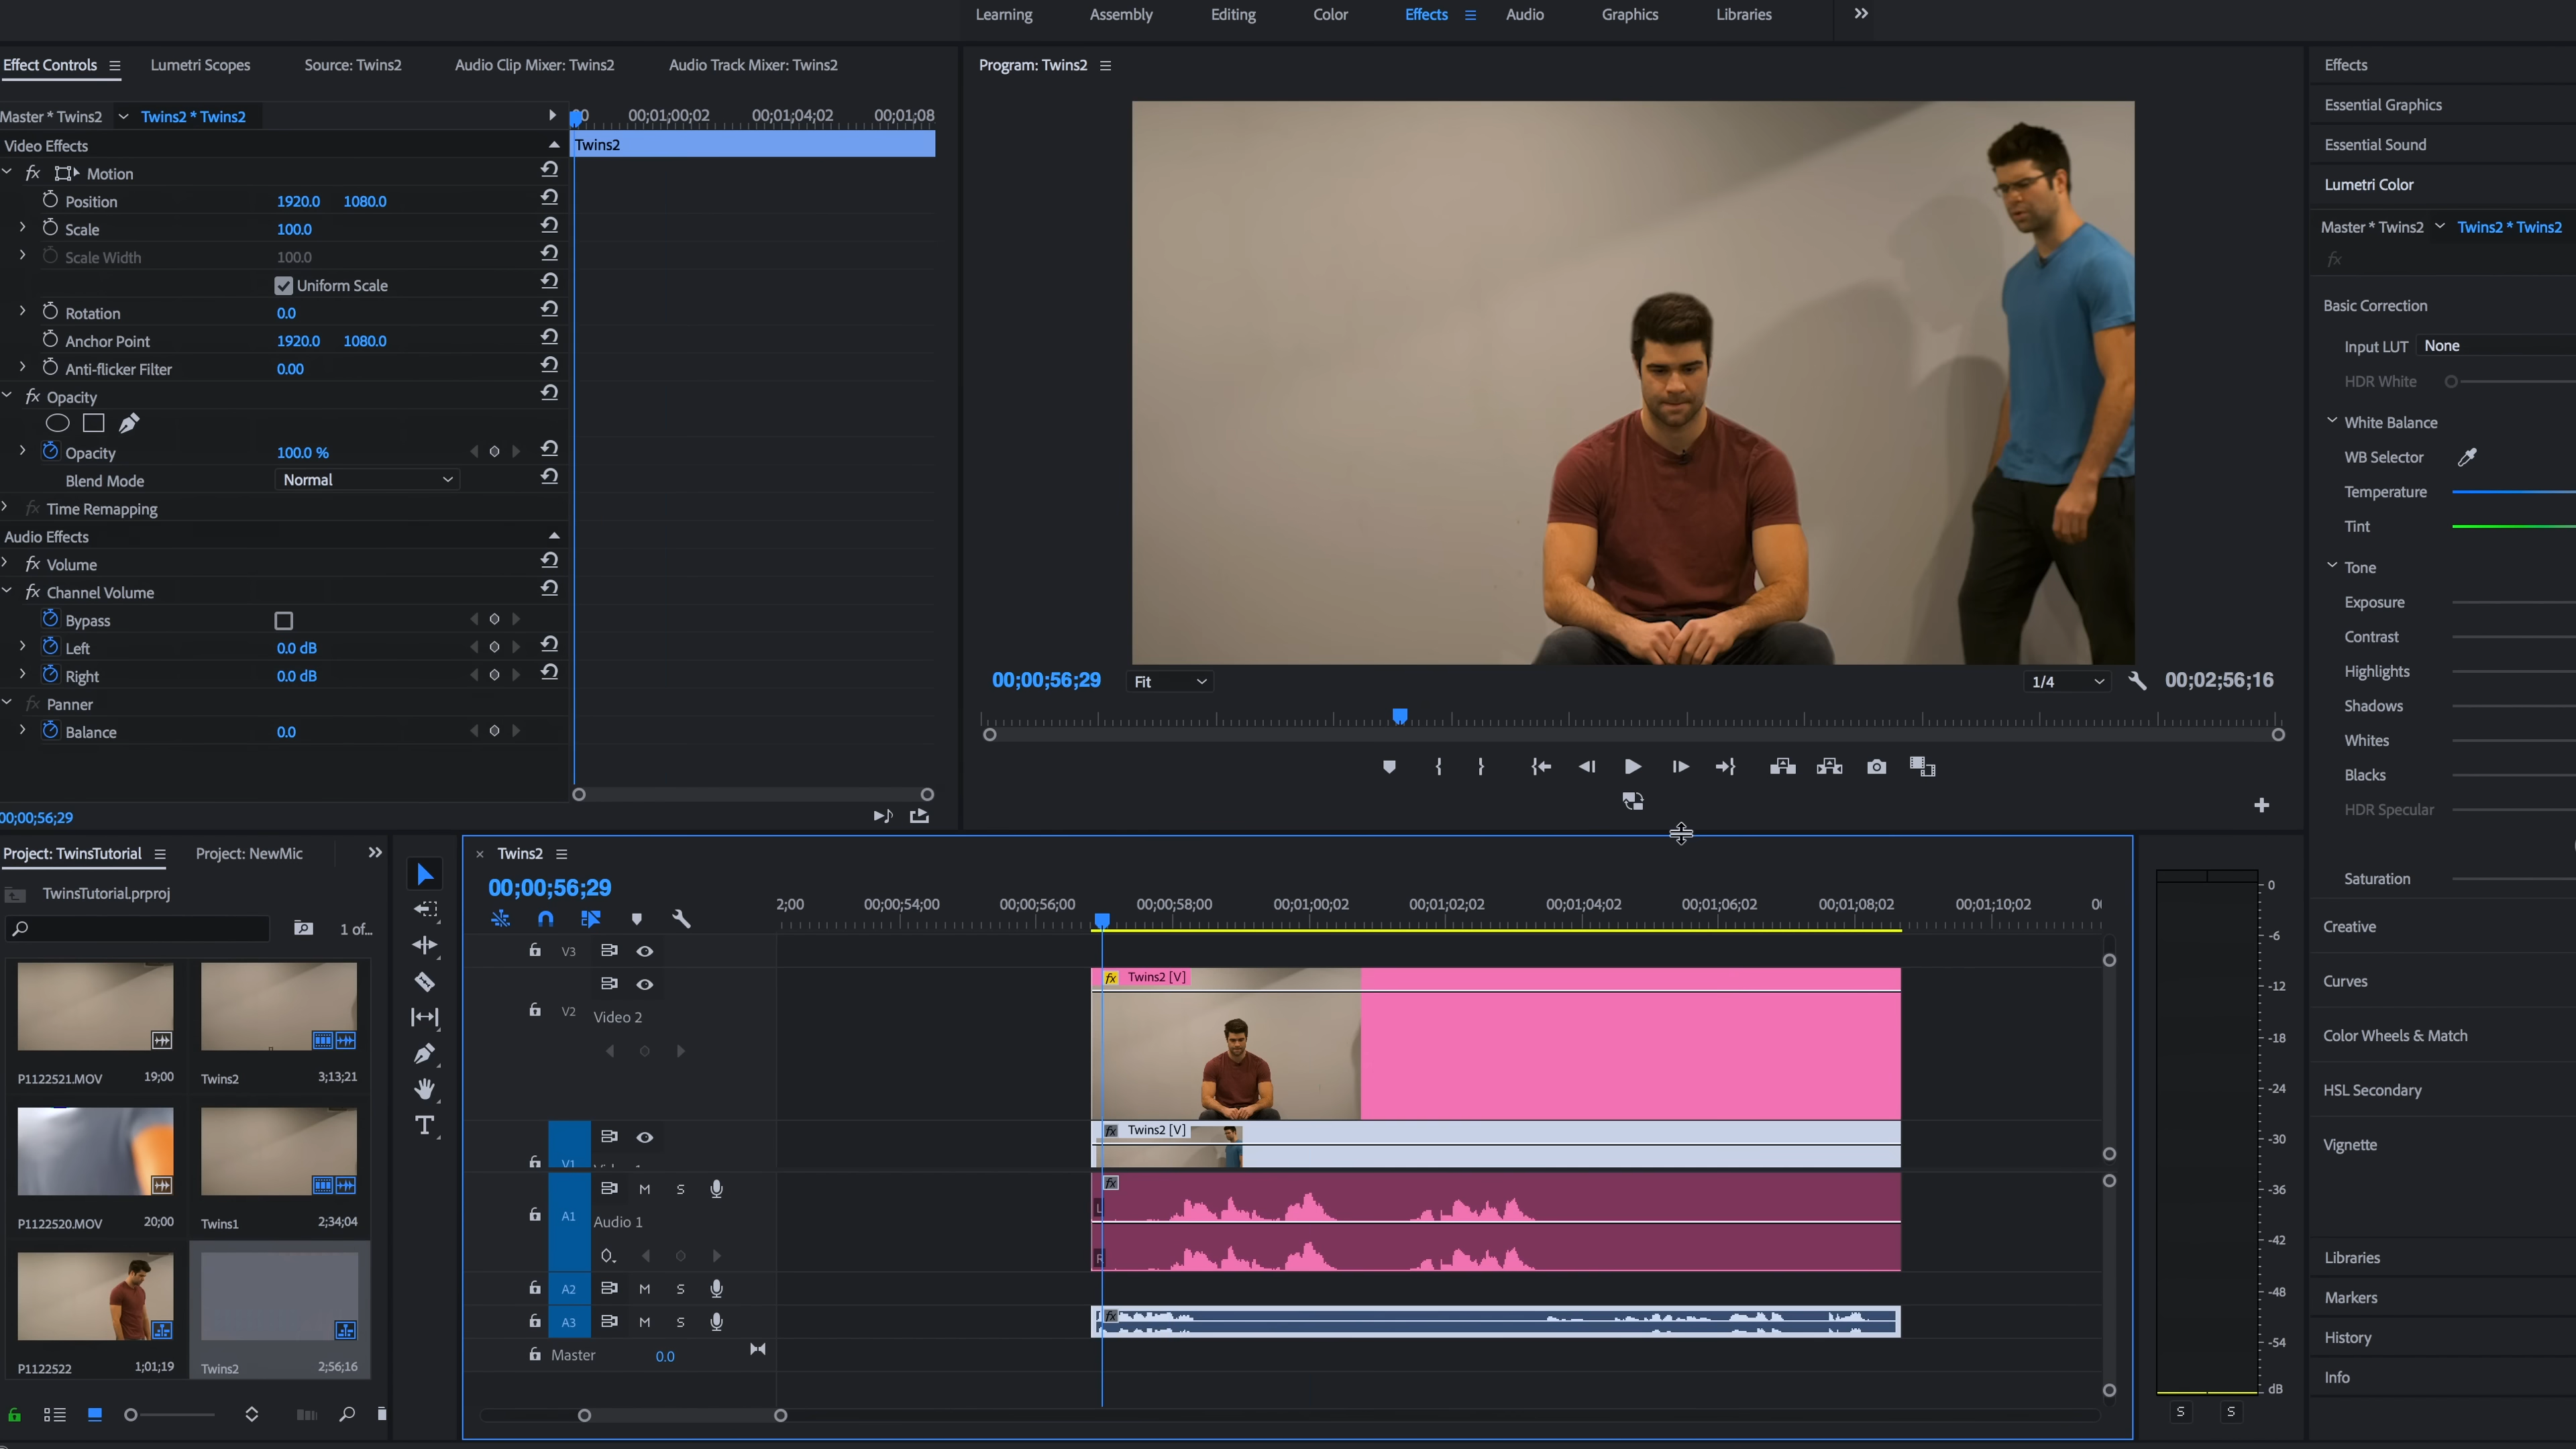 Learning Assembly Editing Color Effects Audio Graphics Libraries
Effect Controls Lumetri Scopes Source: Twins2 Audio Clip Mixer: Twins2 Audio Track Mixer: Twins2
Master * Twins2 Twins2 * Twins2
00;01;00;02 00;01;04;02 00;01;08
Video Effects
Twins2
fx Motion
Position 1920.0 1080.0
Scale 100.0
Scale Width 100.0
Uniform Scale
Rotation 0.0
Anchor Point 1920.0 1080.0
Anti-flicker Filter 0.00
fx Opacity
Opacity 100.0 %
Blend Mode Normal
fx Time Remapping
Audio Effects
fx Volume
fx Channel Volume
Bypass
Left 0.0 dB
Right 0.0 dB
fx Panner
Balance 0.0
00;00;56;29
Program: Twins2
00;00;56;29 Fit 1/4 00;02;56;16
Effects
Essential Graphics
Essential Sound
Lumetri Color
Master * Twins2 Twins2 * Twins2
fx
Basic Correction
Input LUT None
HDR White
White Balance
WB Selector
Temperature
Tint
Tone
Exposure
Contrast
Highlights
Shadows
Whites
Blacks
HDR Specular
Saturation
Creative
Curves
Color Wheels & Match
HSL Secondary
Vignette
Libraries
Markers
History
Info
Project: TwinsTutorial Project: NewMic
TwinsTutorial.prproj
1 of...
P1122521.MOV 19;00
Twins2 3;13;21
P1122520.MOV 20;00
Twins1 2;34;04
P1122522 1;01;19
Twins2 2;56;16
T
Twins2
00;00;56;29
2;00 00;00;54;00 00;00;56;00 00;00;58;00 00;01;00;02 00;01;02;02 00;01;04;02 00;01;06;02 00;01;08;02 00;01;10;02
V3
V2 Video 2
fx Twins2 [V]
V1
fx Twins2 [V]
A1 M S
Audio 1
fx
L
R
A2 M S
A3 M S
fx
Master 0.0
0
-6
-12
-18
-24
-30
-36
-42
-48
-54
dB
S S